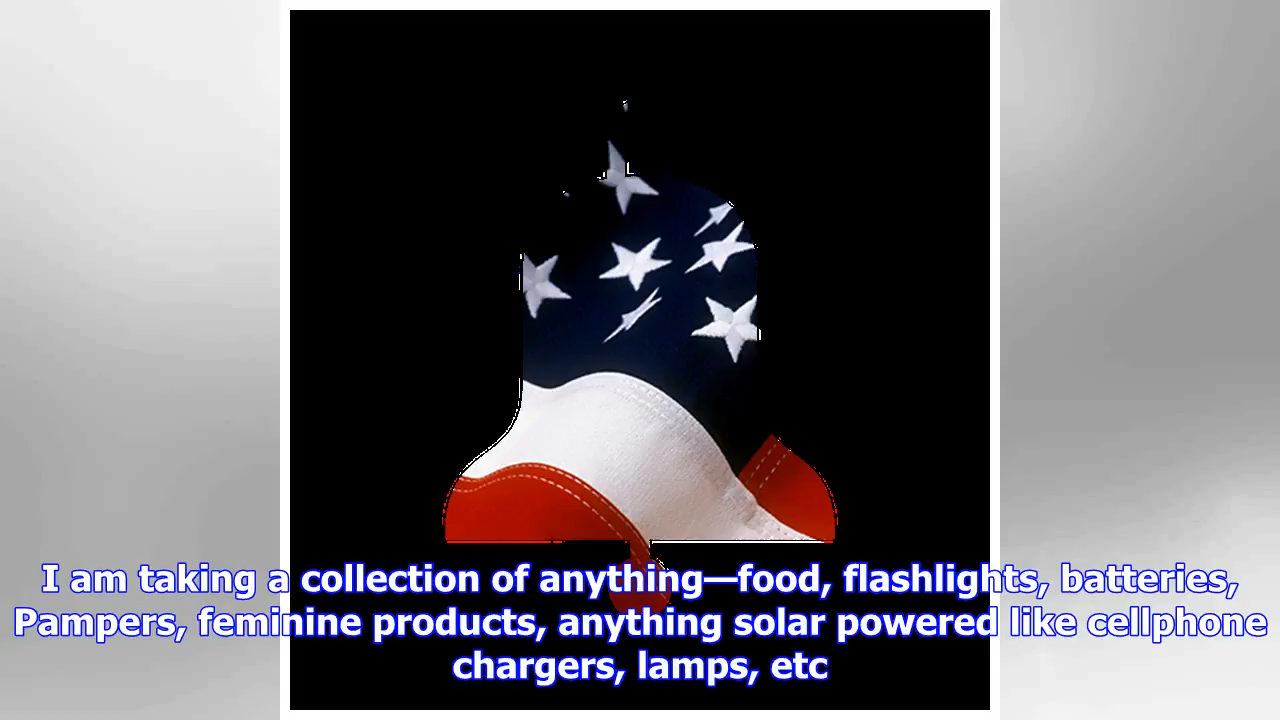 I am taking a collection of anything—food, flashlights, batteries,
Pampers, feminine products, anything solar powered like cellphone
chargers, lamps, etc